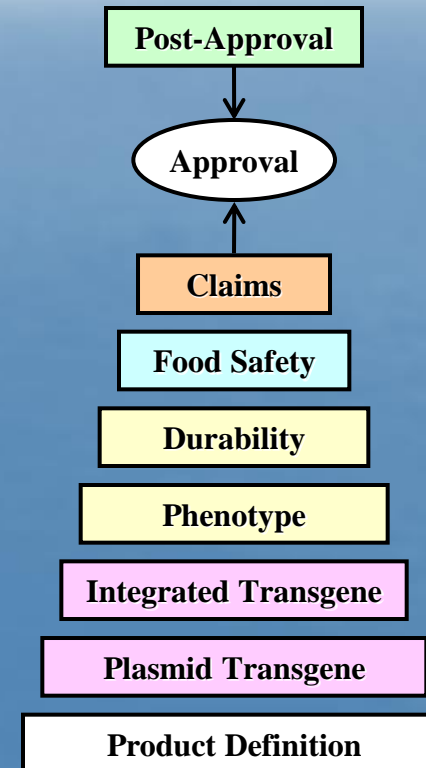 Post-Approval
Approval
Claims
Food Safety
Durability
Phenotype
Integrated Transgene
Plasmid Transgene
Product Definition